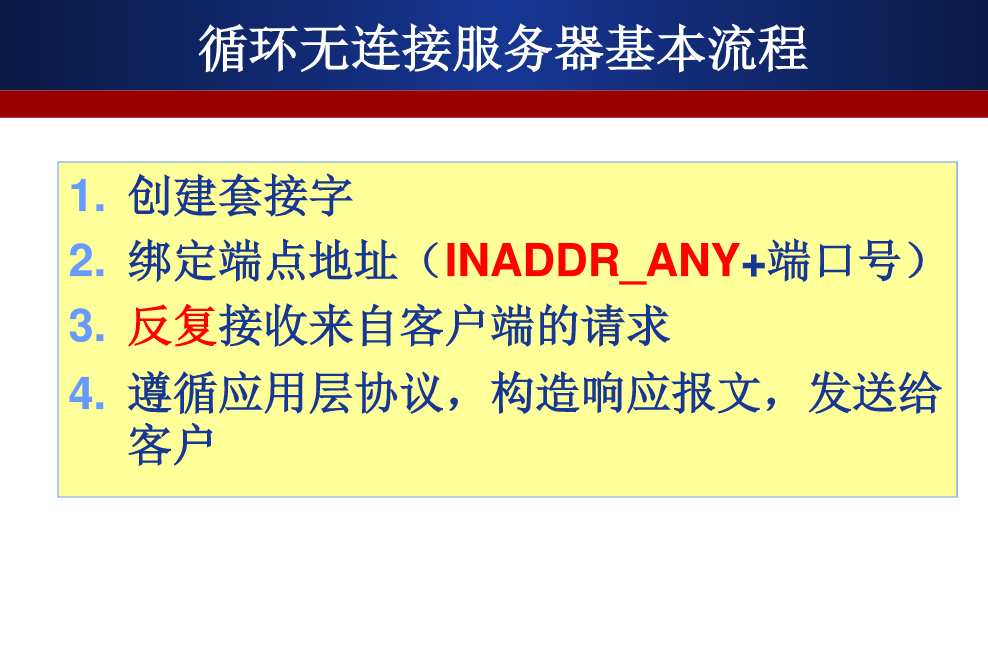 循环无连接服务器基本流程
1. 创建套接字
2. 绑定端点地址（INADDR_ANY+端口号）
3. 反复接收来自客户端的请求
4. 遵循应用层协议，构造响应报文，发送给
客户